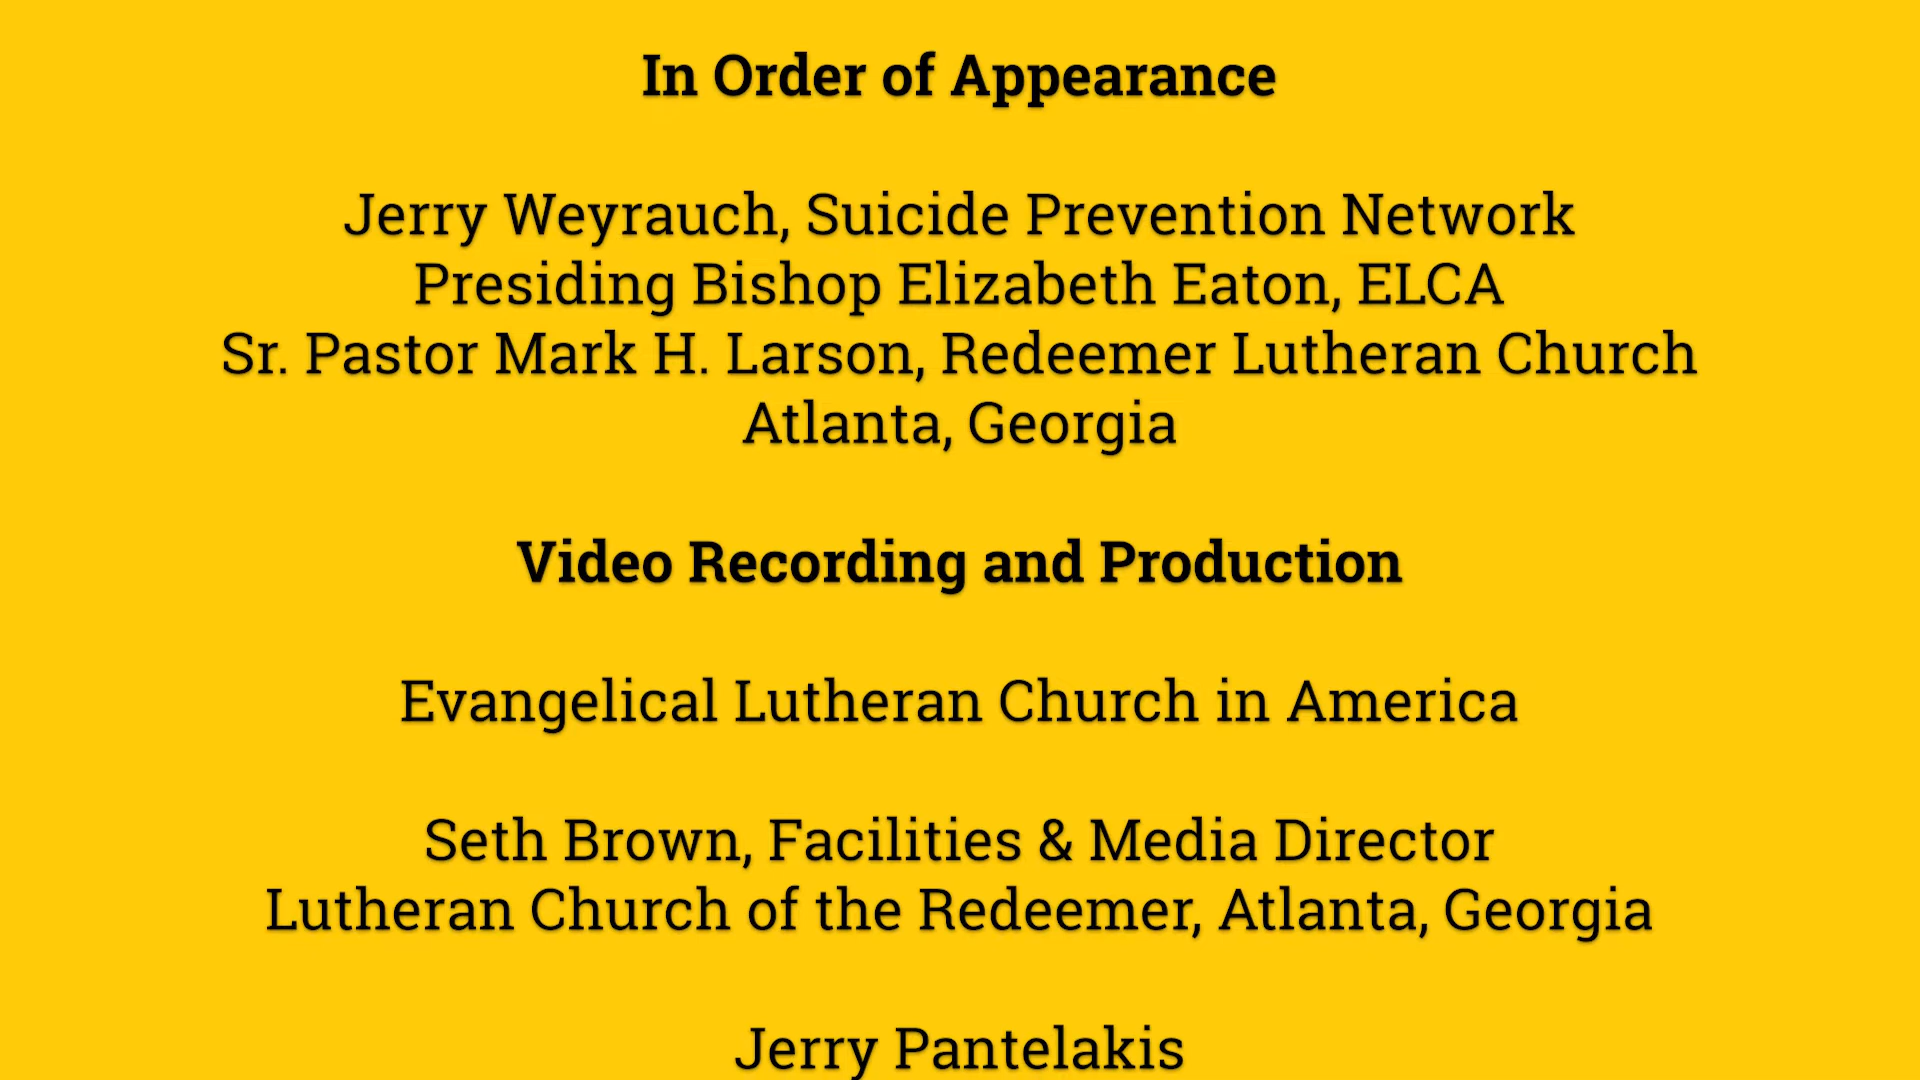 In Order of Appearance
Jerry Weyrauch, Suicide Prevention Network
Presiding Bishop Elizabeth Eaton, ELCA
Sr. Pastor Mark H. Larson, Redeemer Lutheran Church
Atlanta, Georgia
Video Recording and Production
Evangelical Lutheran Church in America
Seth Brown, Facilities & Media Director
Lutheran Church of the Redeemer, Atlanta, Georgia
Jerry Pantelakis